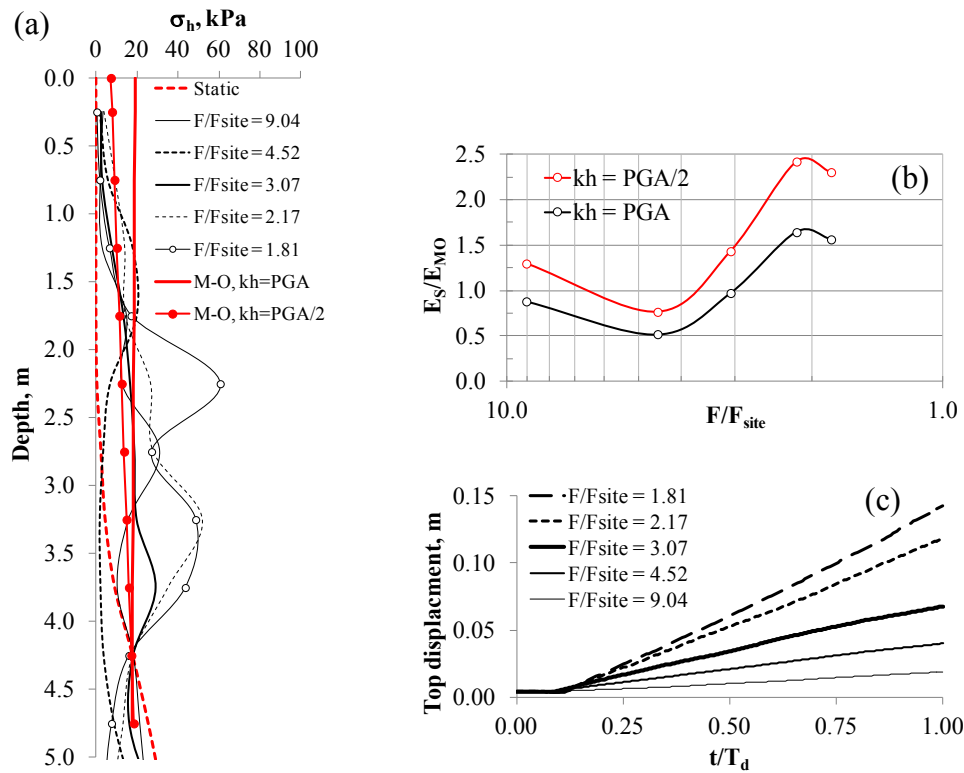 (a)
σh, kPa
0 20 40 60 80 100
Depth, m
0.0
0.5
1.0
1.5
2.0
2.5
3.0
3.5
4.0
4.5
5.0
Static
F/Fsite = 9.04
F/Fsite = 4.52
F/Fsite = 3.07
F/Fsite = 2.17
F/Fsite = 1.81
M-O, kh=PGA
M-O, kh=PGA/2
(b)
kh = PGA/2
kh = PGA
ES/EMO
2.5
2.0
1.5
1.0
0.5
0.0
10.0 1.0
F/Fsite
(c)
F/Fsite = 1.81
F/Fsite = 2.17
F/Fsite = 3.07
F/Fsite = 4.52
F/Fsite = 9.04
Top displacment, m
0.15
0.10
0.05
0.00
0.00 0.25 0.50 0.75 1.00
t/Td